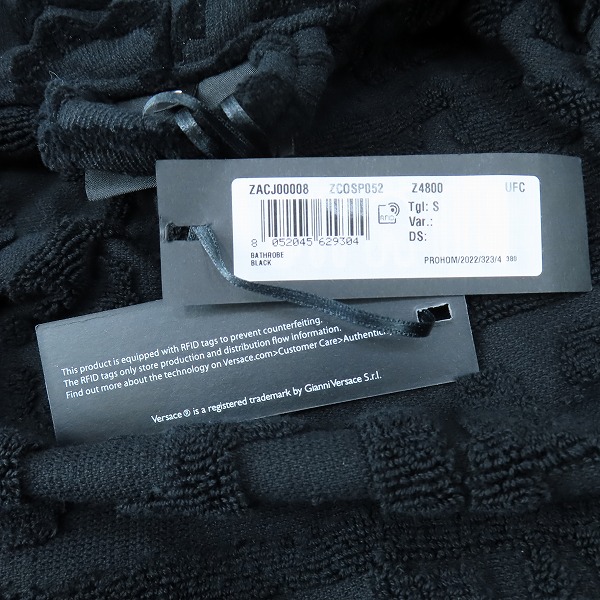 ZACJ00008 ZCOSP052 Z4800 UFC
Tgl: S
Var.:
DS:
8 052045 629304
BATHROBE
BLACK
PROHOM/2022/323/4 380
This product is equipped with RFID tags to prevent counterfeiting.
The RFID tags only store production and distribution flow information.
Find out more about the technology on Versace.com>Customer Care>Authentic
Versace ® is a registered trademark by GianniVersace S.r.l.